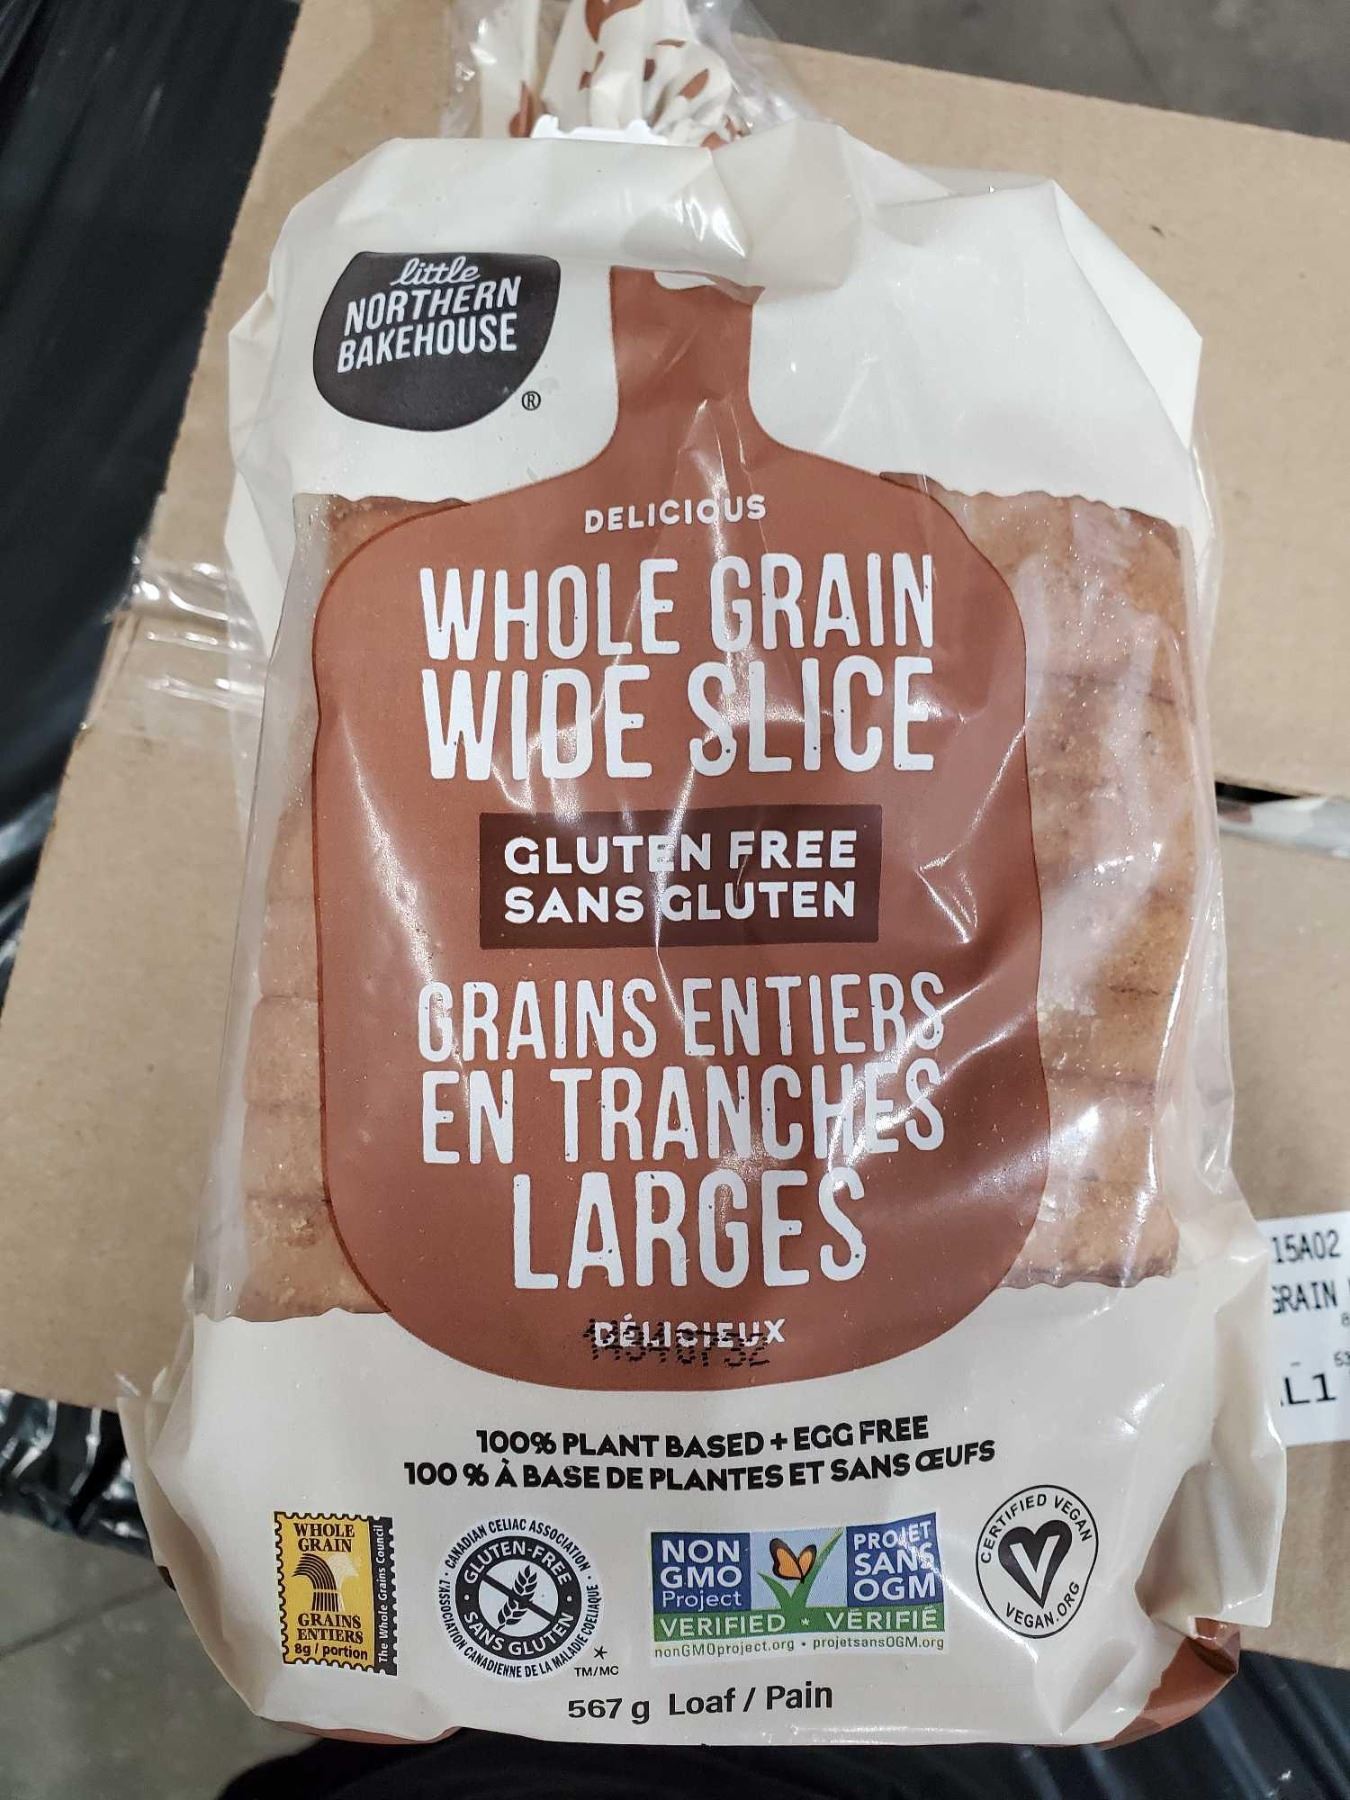 little
NORTHERN
BAKEHOUSE
®
DELICIOUS
WHOLE GRAIN
WIDE SLICE
GLUTEN FREE
SANS GLUTEN
GRAINS ENTIERS
EN TRANCHES
LARGES
DÉLICIEUX
100% PLANT BASED + EGG FREE
100 % À BASE DE PLANTES ET SANS ŒUFS
WHOLE
GRAIN
GRAINS
ENTIERS
8g / portion
The Whole Grains Council
CANADIAN CELIAC ASSOCIATION
L'ASSOCIATION CANADIENNE DE LA MALADIE COELIAQUE
GLUTEN-FREE
SANS GLUTEN
TM/MC
NON
GMO
Project
PROJET
SANS
OGM
VERIFIED • VÉRIFIÉ
nonGMOproject.org • projetsansOGM.org
CERTIFIED VEGAN
VEGAN.ORG
567 g Loaf / Pain
15A02
GRAIN
L1